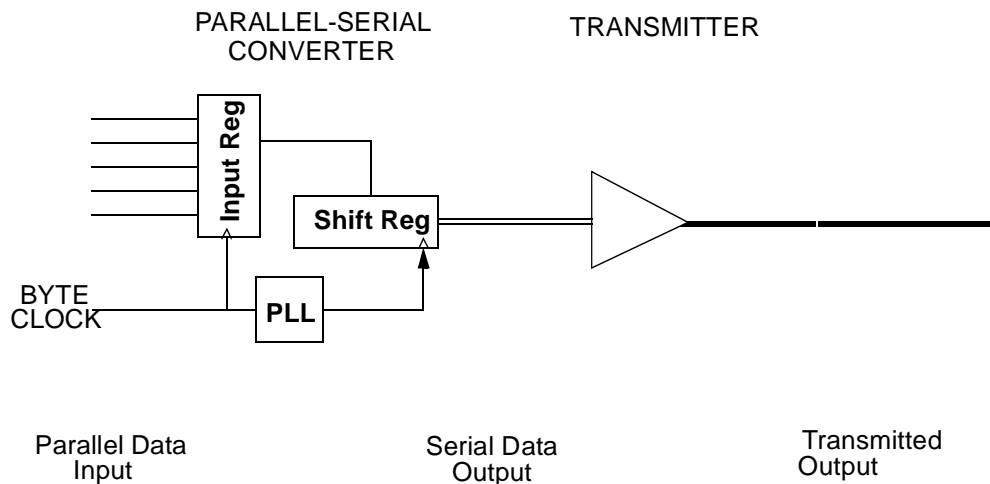 PARALLEL-SERIAL
CONVERTER
TRANSMITTER
Input Reg
Shift Reg
BYTE
CLOCK
PLL
Parallel Data
Input
Serial Data
Output
Transmitted
Output